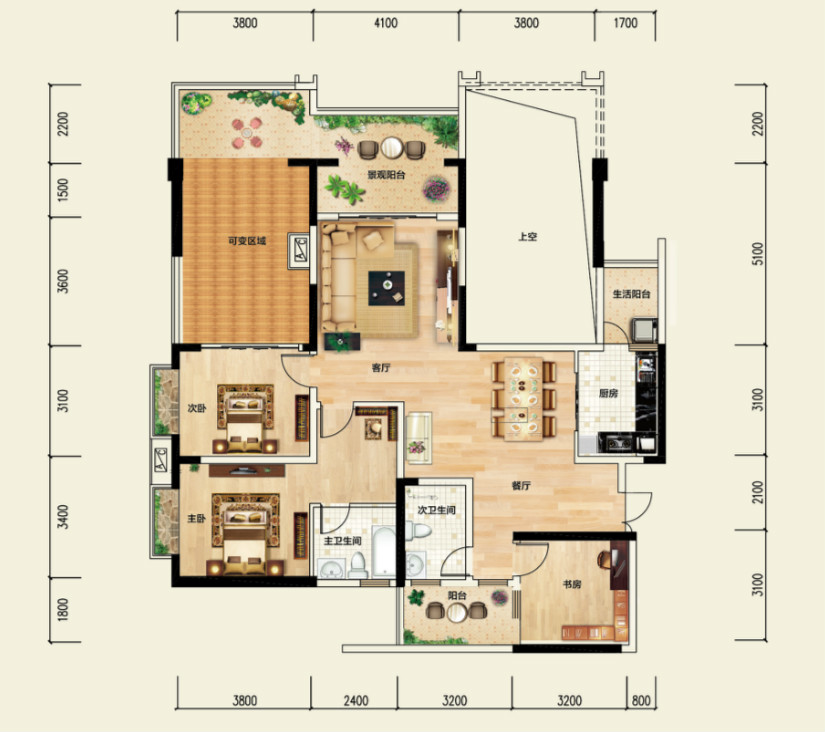 3800
4100
3800
1700
2200
2200
景观阳台
1500
可变区域
上空
5100
3600
生活阳台
客厅
3100
厨房
3100
次卧
餐厅
2100
主卧
次卫生间
3400
主卫生间
书房
3100
阳台
1800
3800
2400
3200
3200
800